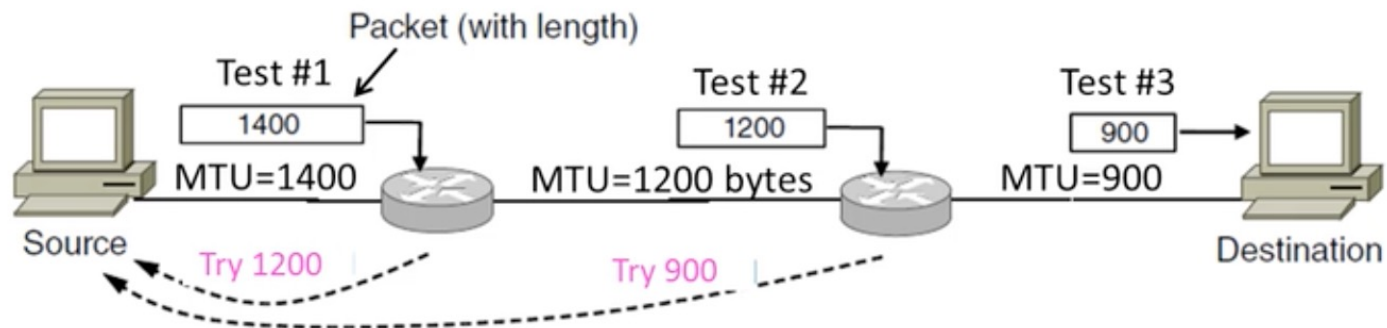 Packet (with length)
Test #1
Test #2
Test #3
1400
1200
900
MTU=1400
MTU=1200 bytes
MTU=900
Source
Try 1200
Try 900
Destination